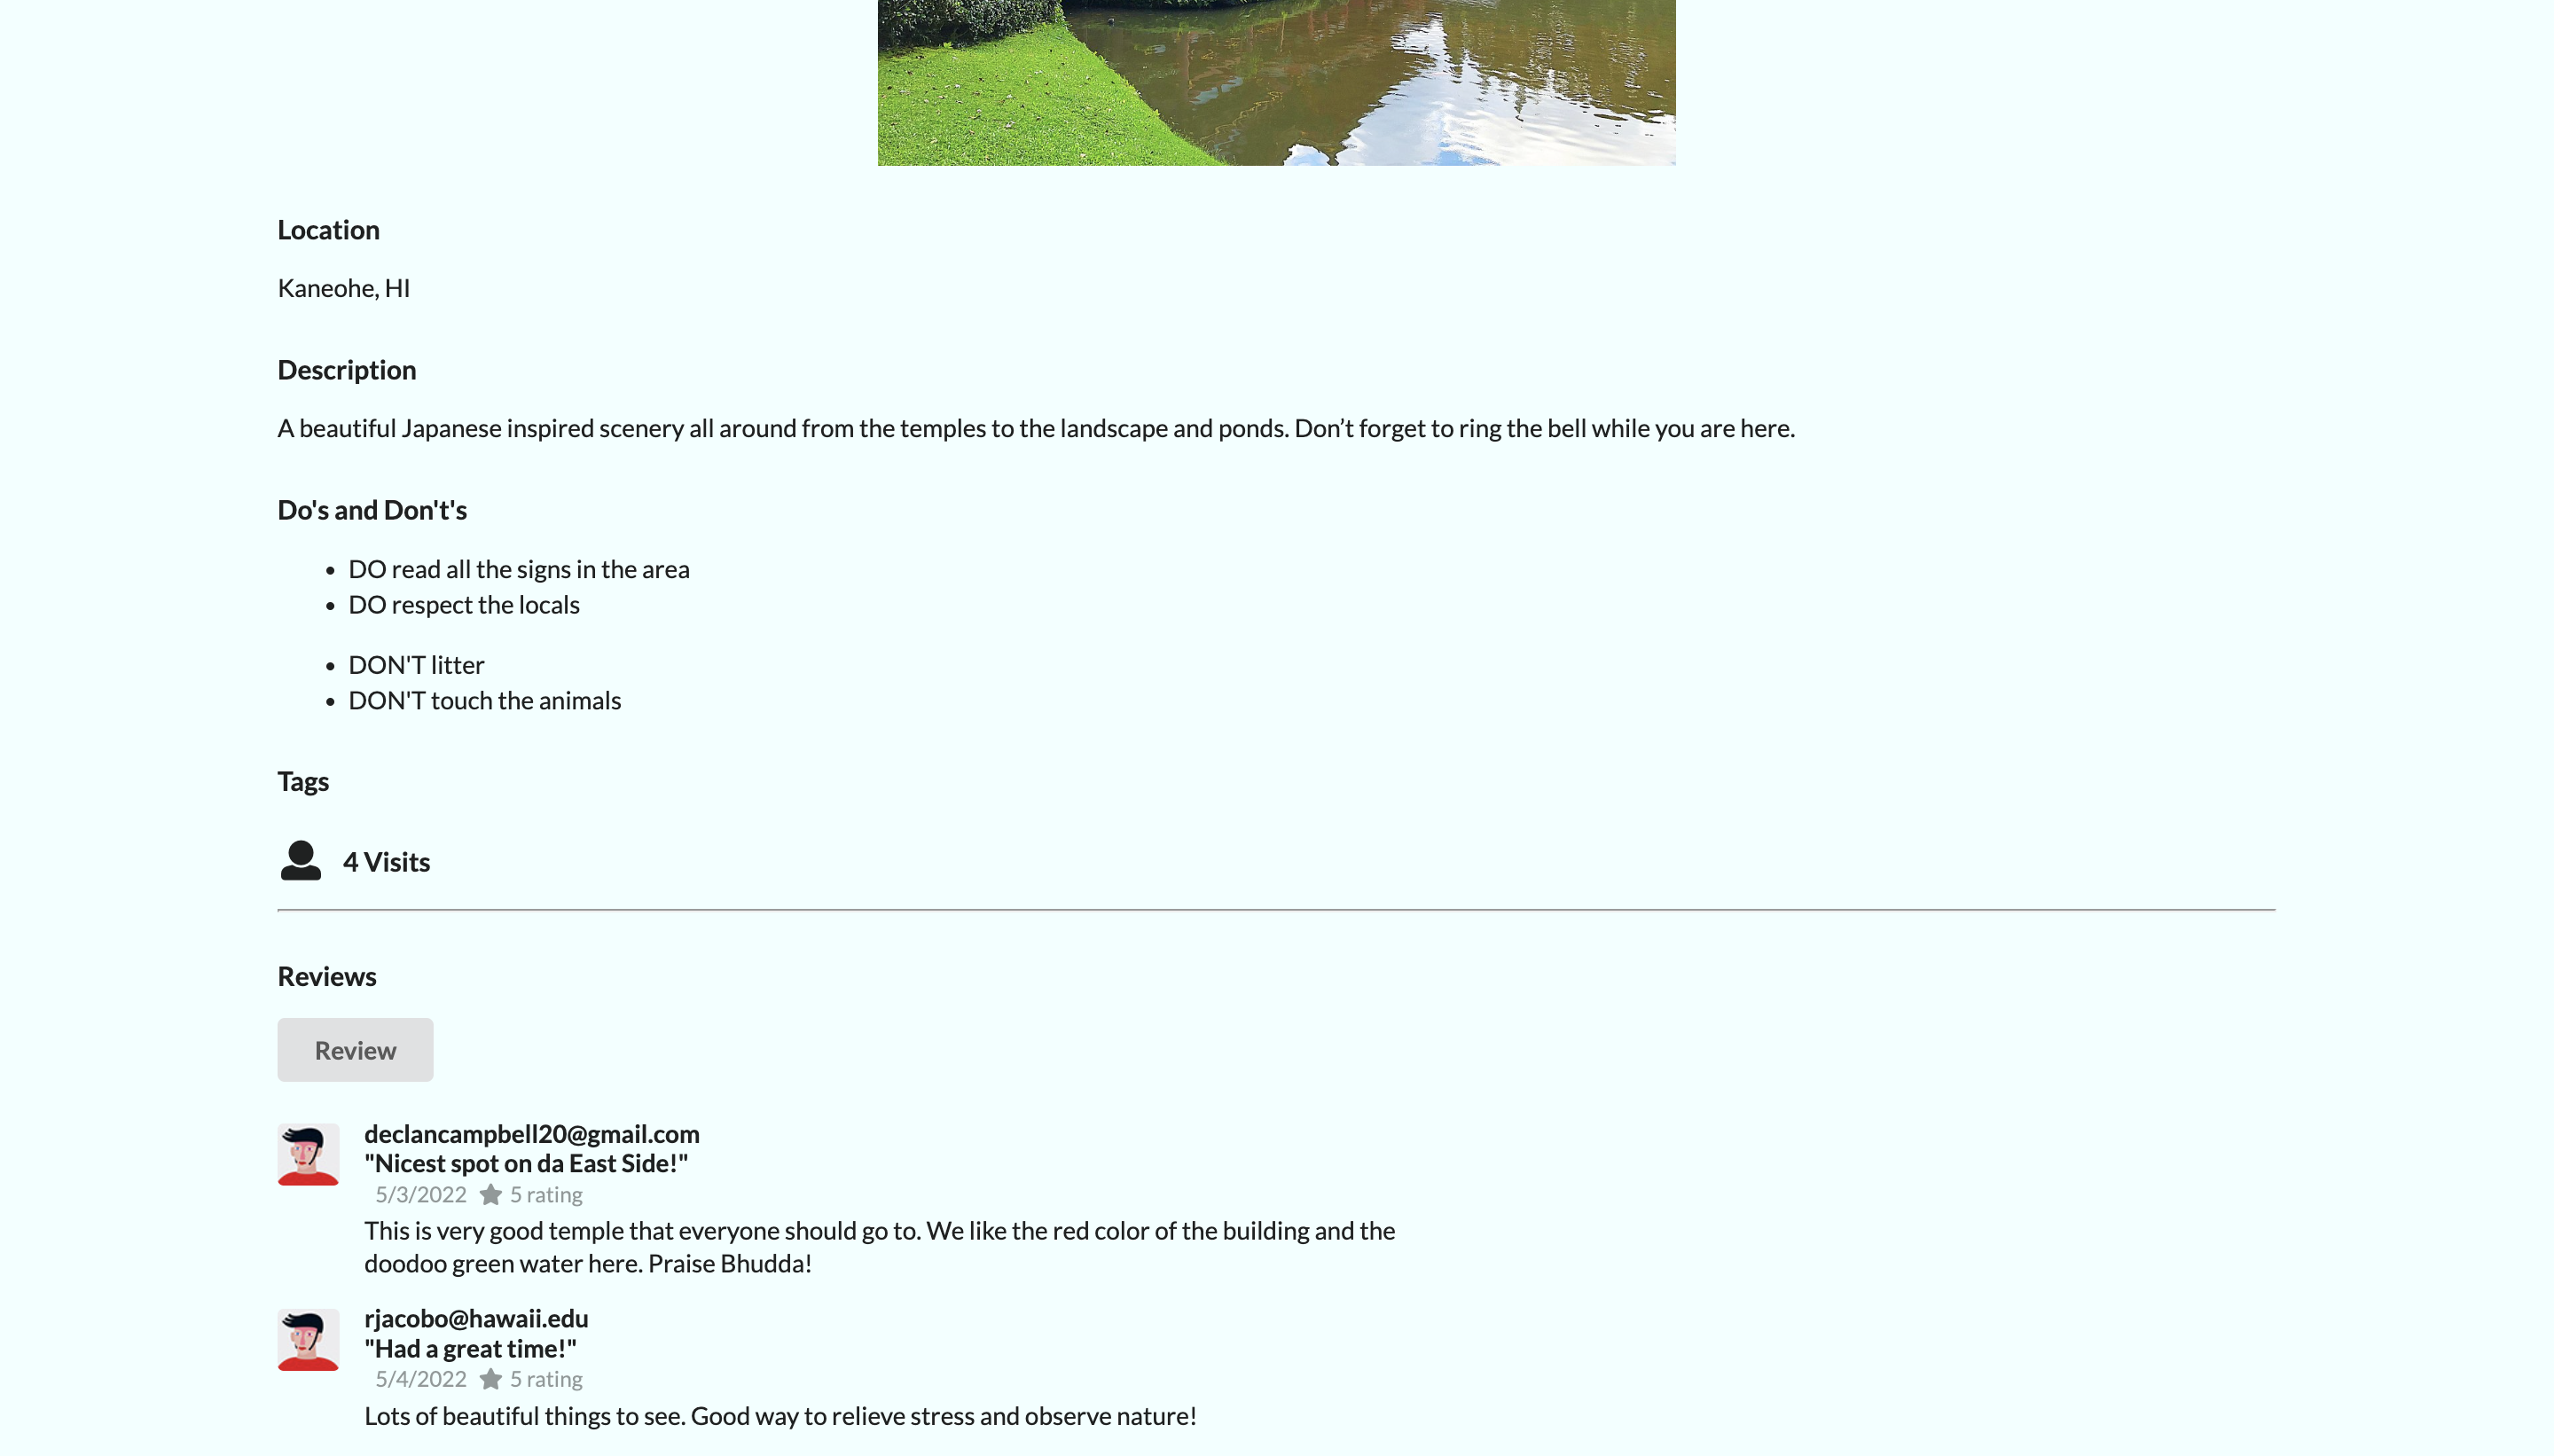 Location
Kaneohe, HI
Description
A beautiful Japanese inspired scenery all around from the temples to the landscape and ponds. Don’t forget to ring the bell while you are here.
Do's and Don't's
• DO read all the signs in the area
• DO respect the locals
• DON'T litter
• DON'T touch the animals
Tags
4 Visits
Reviews
Review
declancampbell20@gmail.com
"Nicest spot on da East Side!"
5/3/2022 5 rating
This is very good temple that everyone should go to. We like the red color of the building and the
doodoo green water here. Praise Bhudda!
rjacobo@hawaii.edu
"Had a great time!"
5/4/2022 5 rating
Lots of beautiful things to see. Good way to relieve stress and observe nature!